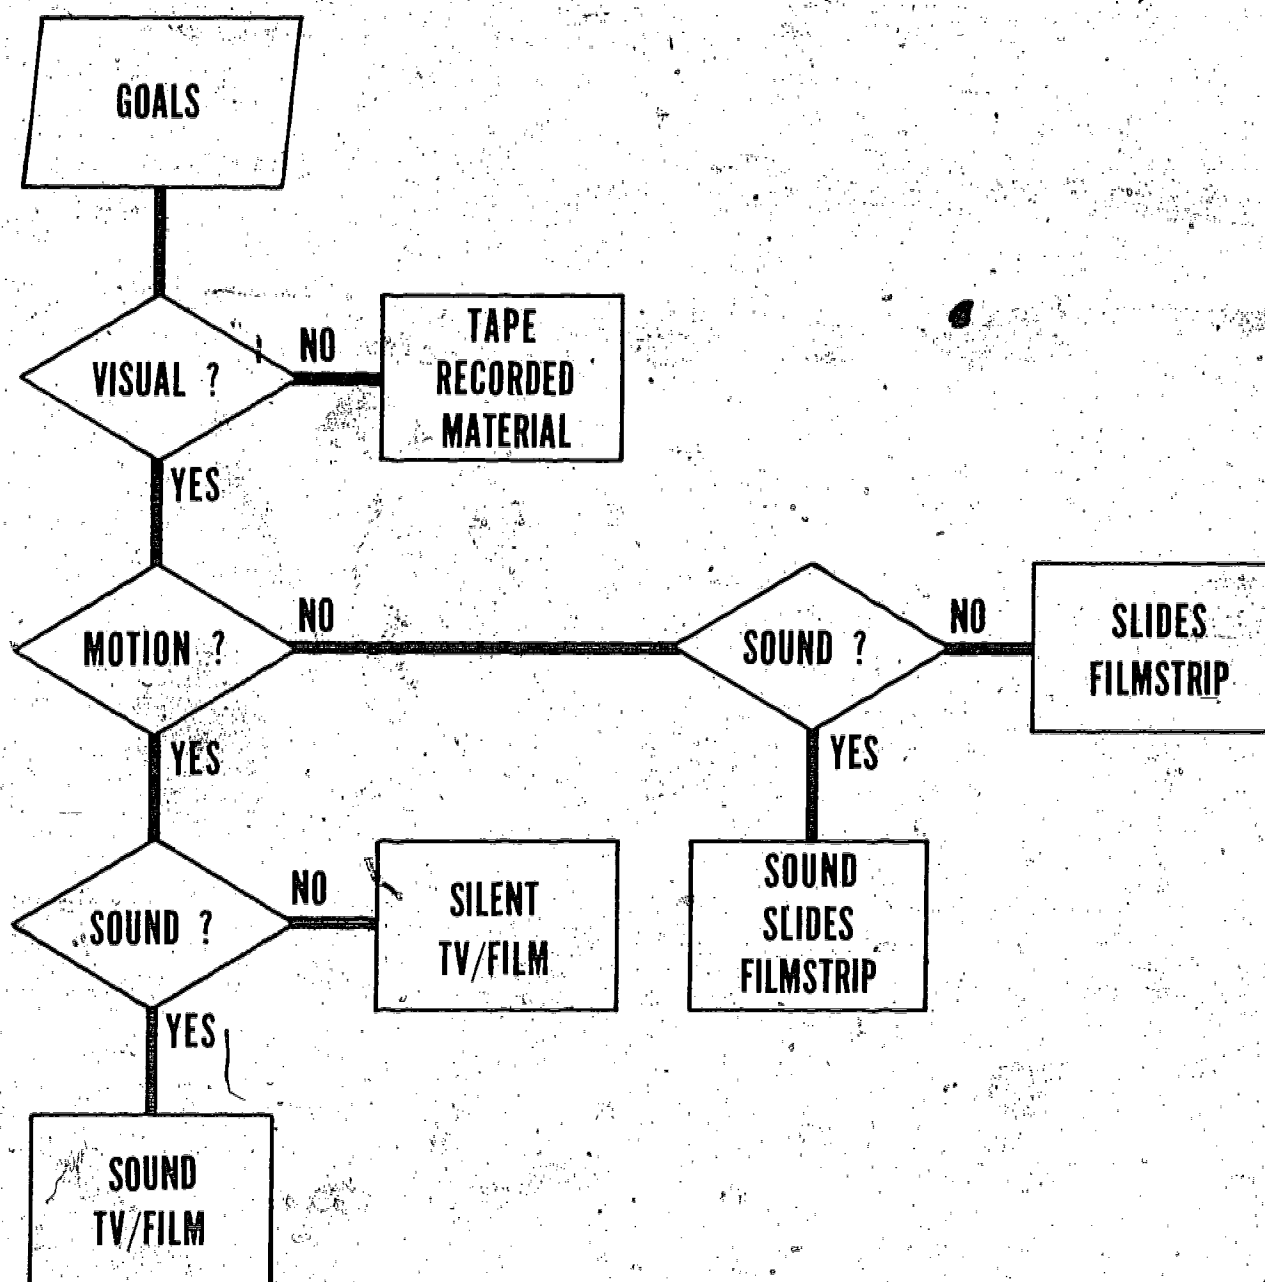 GOALS
VISUAL ?
NO
TAPE
RECORDED
MATERIAL
YES
MOTION ?
NO
SOUND ?
NO
SLIDES
FILMSTRIP
YES
YES
SOUND ?
NO
SILENT
TV/FILM
SOUND
SLIDES
FILMSTRIP
YES
SOUND
TV/FILM